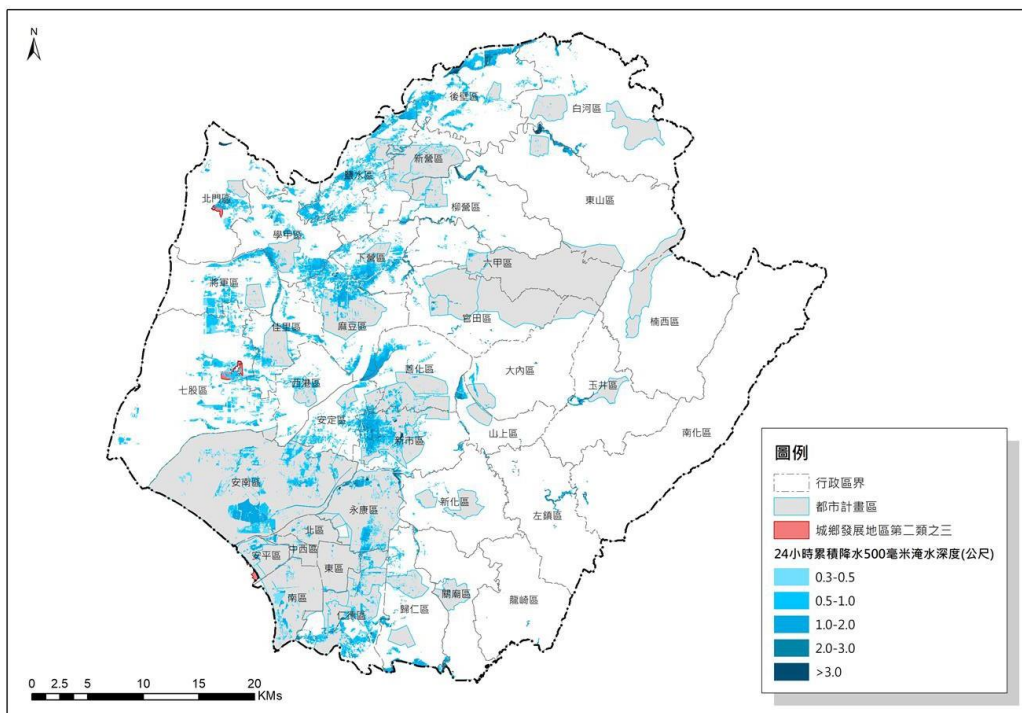 N
後壁區
白河區
新營區
鹽水區
北門區
柳營區
東山區
學甲區
下營區
六甲區
將軍區
官田區
楠西區
麻豆區
佳里區
善化區
大內區
七股區
西港區
玉井區
安定區
山上區
南化區
新市區
安南區
新化區
永康區
左鎮區
北區
安平區
中西區
東區
南區
仁德區
歸仁區
關廟區
龍崎區
圖例
行政區界
都市計畫區
城鄉發展地區第二類之三
24小時累積降水500毫米淹水深度(公尺)
0.3-0.5
0.5-1.0
1.0-2.0
2.0-3.0
>3.0
0 2.5 5 10 15 20
KMs